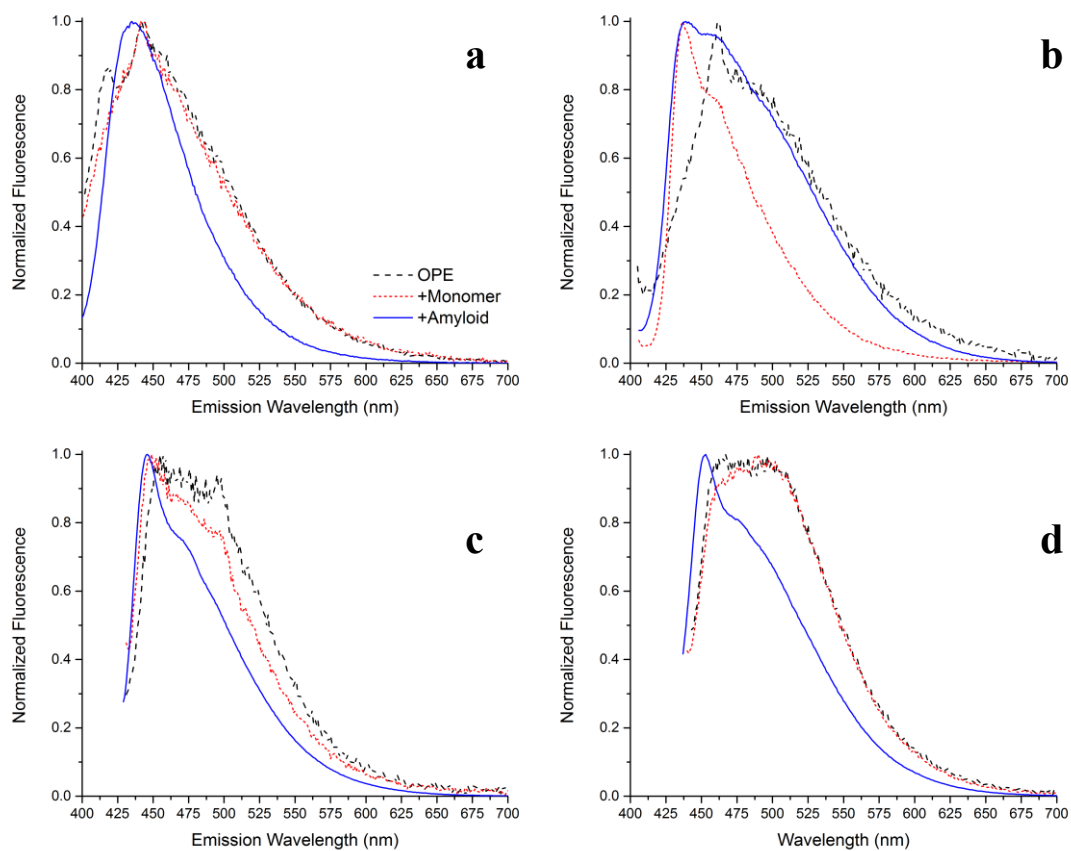 a
Normalized Fluorescence
1.0
0.8
0.6
0.4
0.2
0.0
OPE
+Monomer
+Amyloid
400 425 450 475 500 525 550 575 600 625 650 675 700
Emission Wavelength (nm)
b
Normalized Fluorescence
1.0
0.8
0.6
0.4
0.2
0.0
400 425 450 475 500 525 550 575 600 625 650 675 700
Emission Wavelength (nm)
c
Normalized Fluorescence
1.0
0.8
0.6
0.4
0.2
0.0
400 425 450 475 500 525 550 575 600 625 650 675 700
Emission Wavelength (nm)
d
Normalized Fluorescence
1.0
0.8
0.6
0.4
0.2
0.0
400 425 450 475 500 525 550 575 600 625 650 675 700
Wavelength (nm)